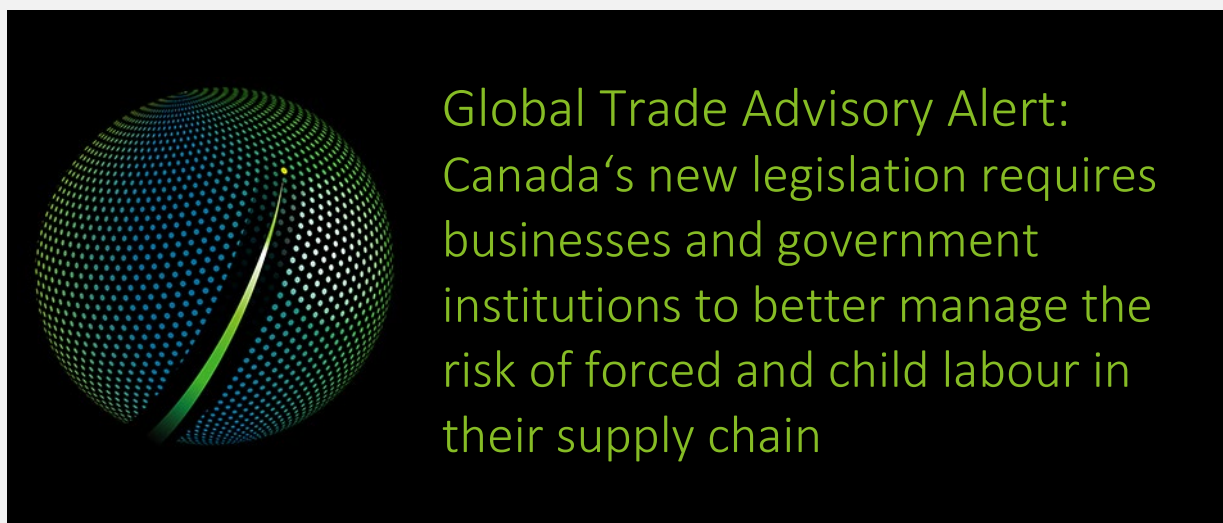 Global Trade Advisory Alert:
Canada‘s new legislation requires
businesses and government
institutions to better manage the
risk of forced and child labour in
their supply chain